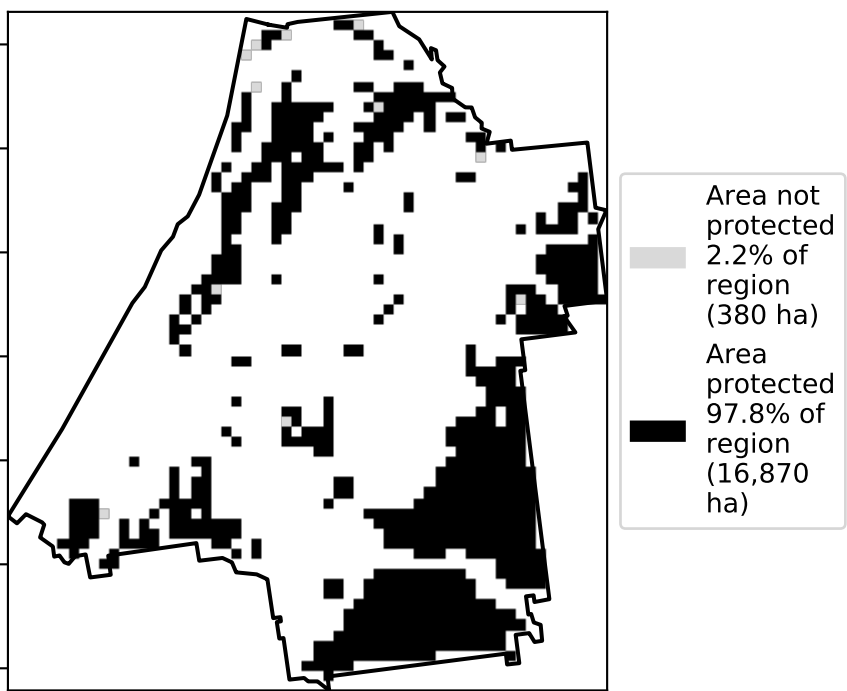 Area not
protected
2.2% of
region
(380 ha)
Area
protected
97.8% of
region
(16,870
ha)